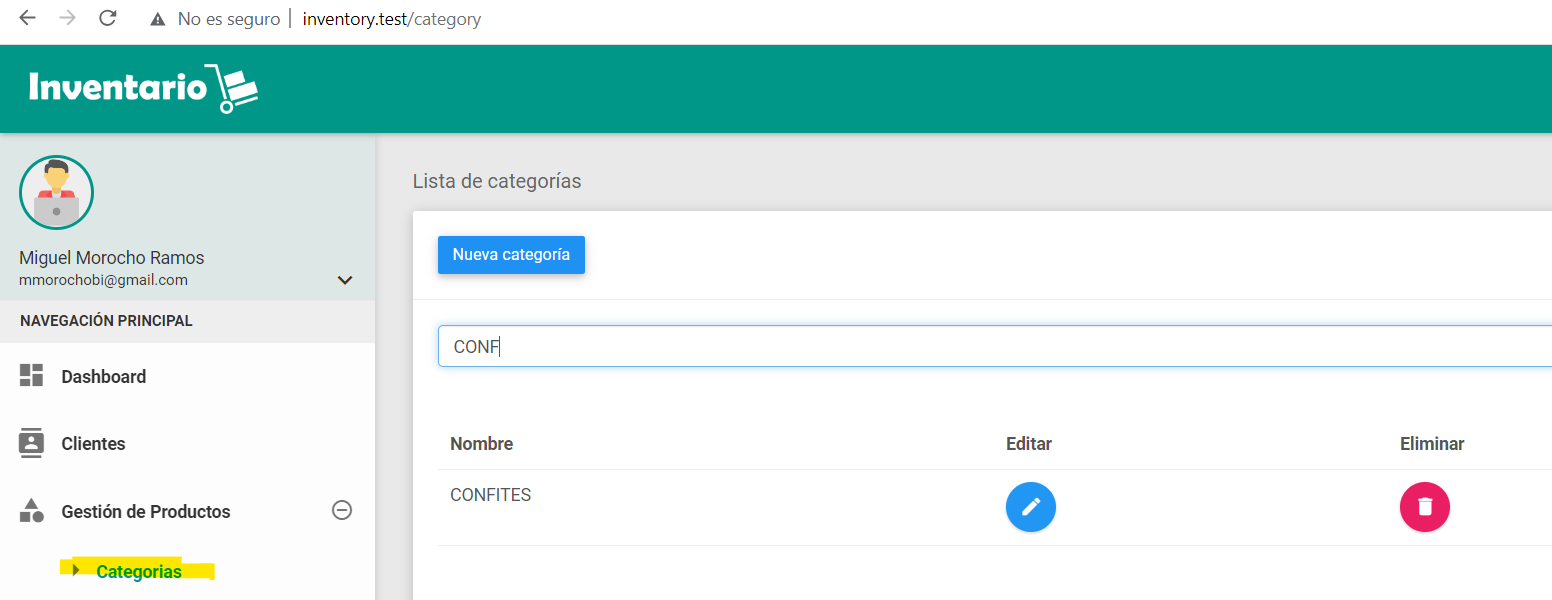 No es seguro | inventory.test/category
Inventario
Miguel Morocho Ramos
mmorochobi@gmail.com
NAVEGACIÓN PRINCIPAL
Dashboard
Clientes
Gestión de Productos
Categorias
Lista de categorías
Nueva categoría
CONF
Nombre Editar Eliminar
CONFITES